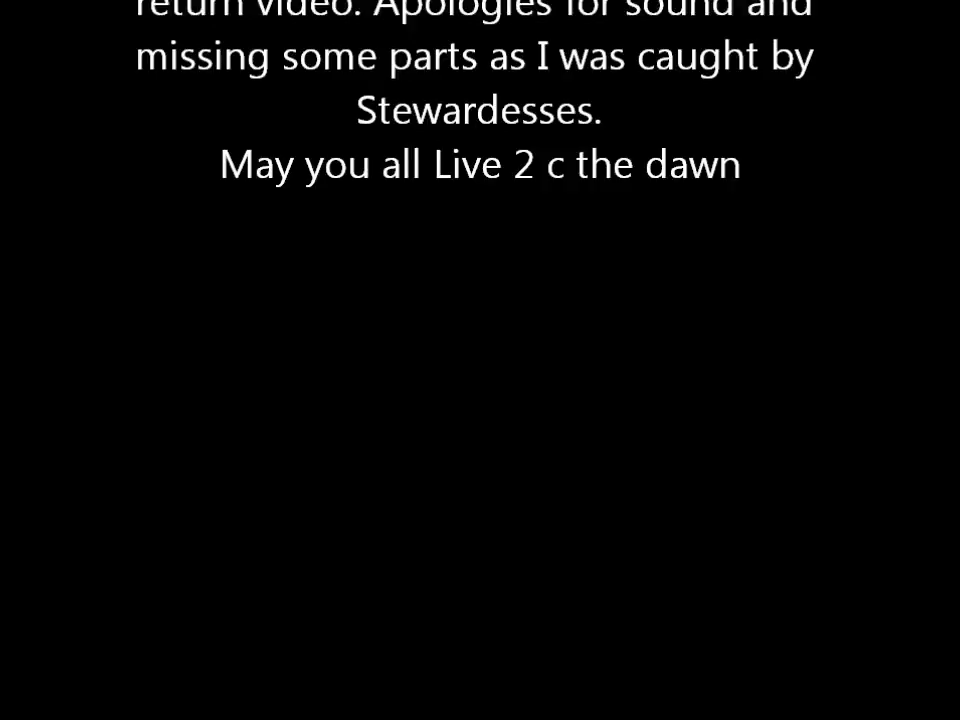 return video. Apologies for sound and
missing some parts as I was caught by
Stewardesses.
May you all Live 2 c the dawn